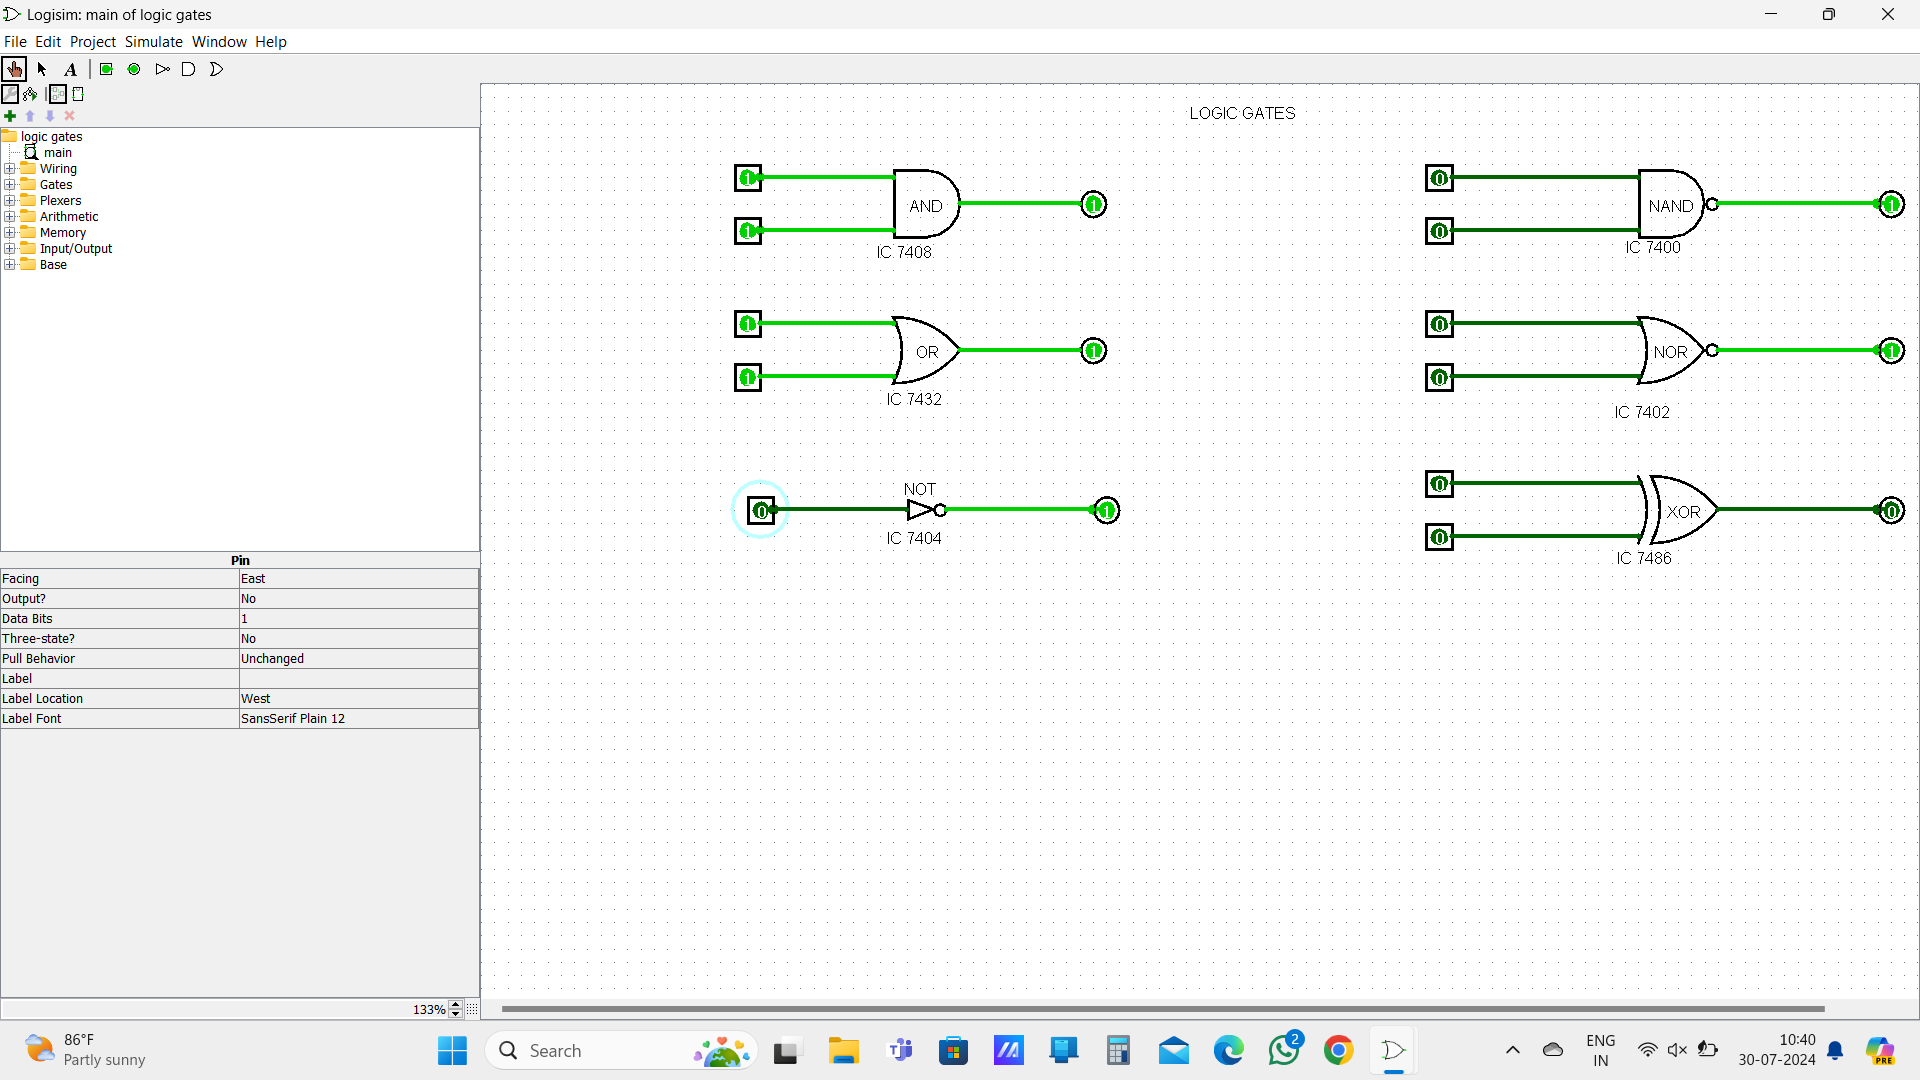 Logisim: main of logic gates
File Edit Project Simulate Window Help
A
logic gates
main
Wiring
Gates
Plexers
Arithmetic
Memory
Input/Output
Base
Pin
Facing East
Output? No
Data Bits 1
Three-state? No
Pull Behavior Unchanged
Label
Label Location West
Label Font SansSerif Plain 12
133%
LOGIC GATES
1
1
AND
1
IC 7408
0
0
NAND
1
IC 7400
1
1
OR
1
IC 7432
0
0
NOR
1
IC 7402
NOT
0
1
IC 7404
0
0
XOR
0
IC 7486
86°F
Partly sunny
Search
2
ENG
IN
10:40
30-07-2024
PRE